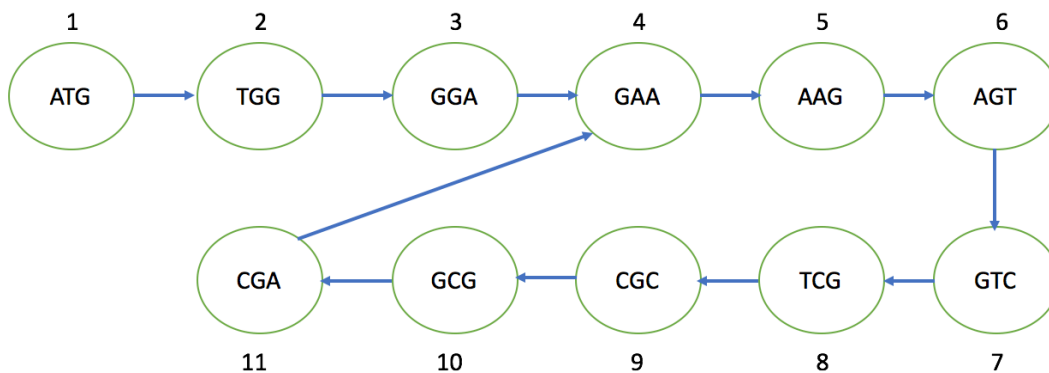 1 2 3 4 5 6
ATG TGG GGA GAA AAG AGT
CGA GCG CGC TCG GTC
11 10 9 8 7